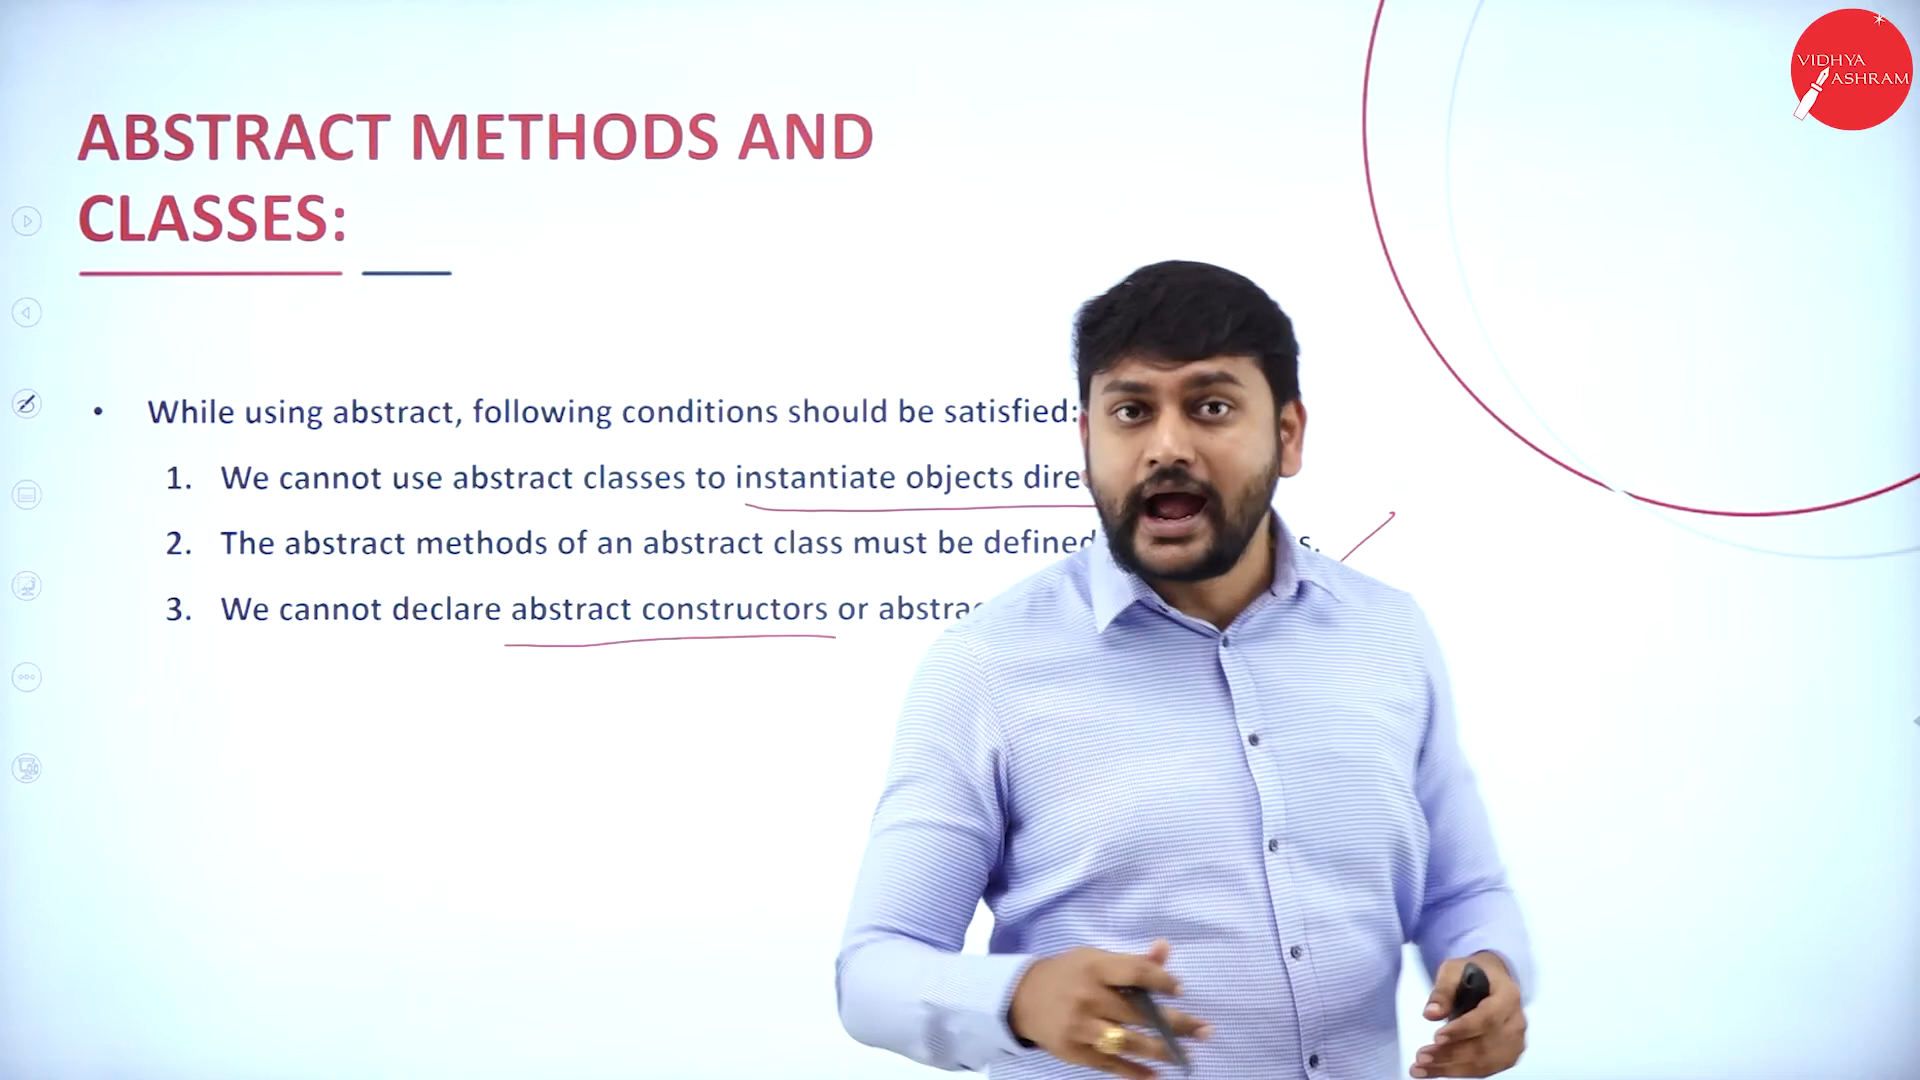 VIDHYA
ASHRAM
ABSTRACT METHODS AND
CLASSES:
• While using abstract, following conditions should be satisfied:
1. We cannot use abstract classes to instantiate objects
2. The abstract methods of an abstract class must be defined
3. We cannot declare abstract constructors or